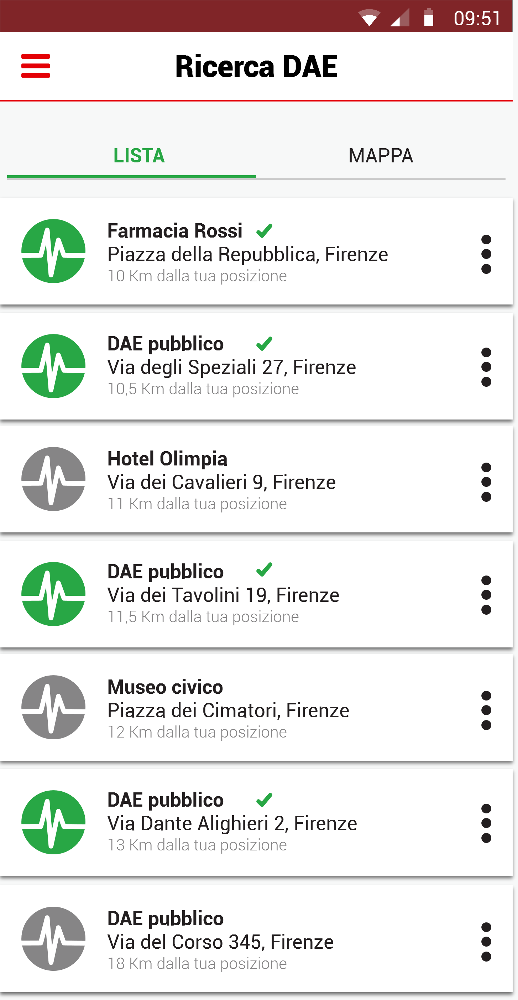 09:51
Ricerca DAE
LISTA
MAPPA
Farmacia Rossi
Piazza della Repubblica, Firenze
10 Km dalla tua posizione
DAE pubblico
Via degli Speziali 27, Firenze
10,5 Km dalla tua posizione
Hotel Olimpia
Via dei Cavalieri 9, Firenze
11 Km dalla tua posizione
DAE pubblico
Via dei Tavolini 19, Firenze
11,5 Km dalla tua posizione
Museo civico
Piazza dei Cimatori, Firenze
12 Km dalla tua posizione
DAE pubblico
Via Dante Alighieri 2, Firenze
13 Km dalla tua posizione
DAE pubblico
Via del Corso 345, Firenze
18 Km dalla tua posizione